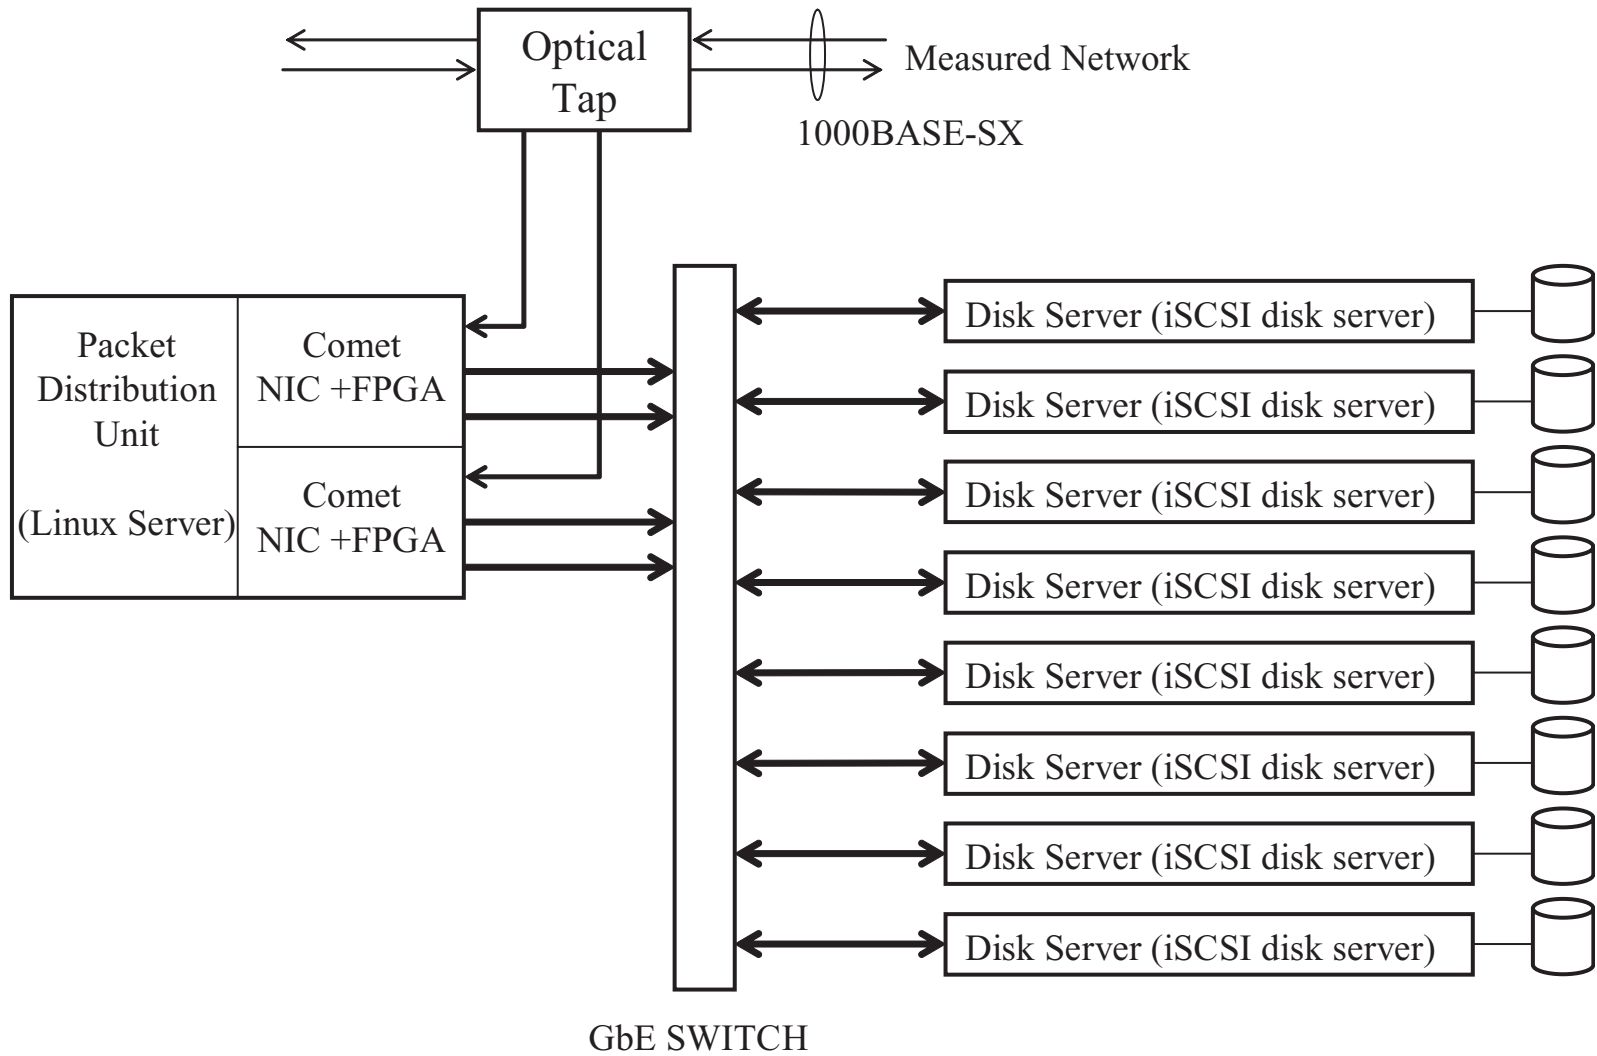 Optical
Tap
Measured Network
1000BASE-SX
Packet
Distribution
Unit
(Linux Server)
Comet
NIC +FPGA
Comet
NIC +FPGA
Disk Server (iSCSI disk server)
Disk Server (iSCSI disk server)
Disk Server (iSCSI disk server)
Disk Server (iSCSI disk server)
Disk Server (iSCSI disk server)
Disk Server (iSCSI disk server)
Disk Server (iSCSI disk server)
Disk Server (iSCSI disk server)
GbE SWITCH